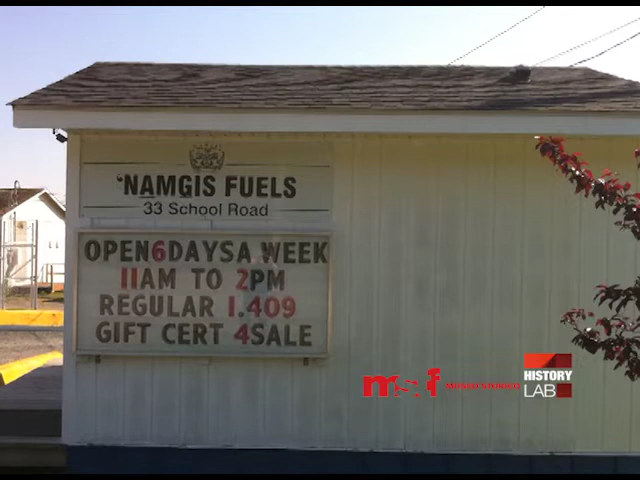 'NAMGIS FUELS
33 School Road
OPEN6DAYSA WEEK
11AM TO 2PM
REGULAR 1.409
GIFT CERT 4SALE
HISTORY
LAB